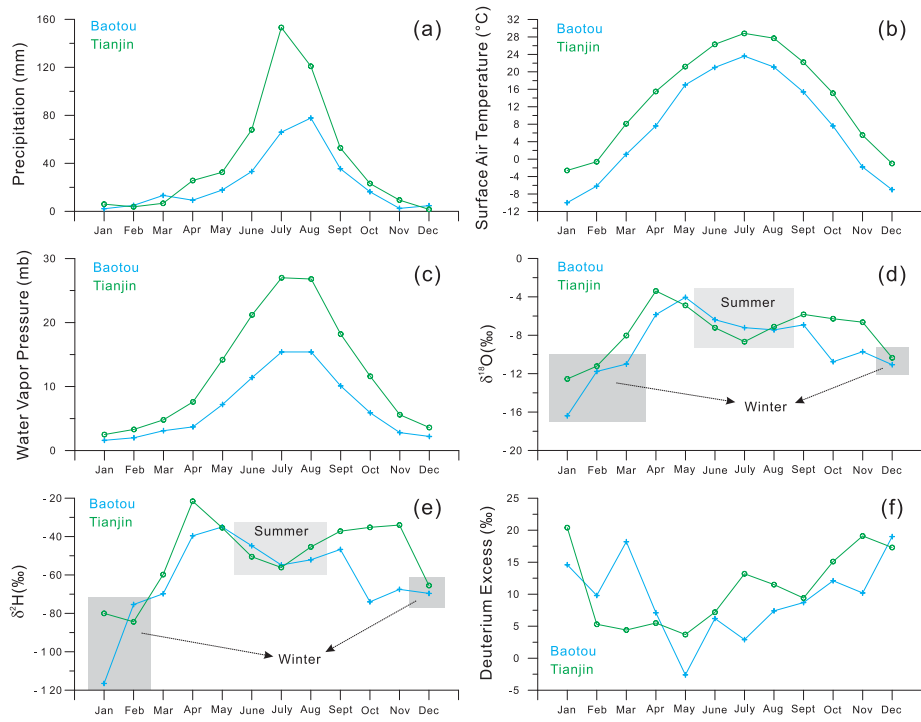 (a)
Baotou
Tianjin
Precipitation (mm)
160
120
80
40
0
Jan Feb Mar Apr May June July Aug Sept Oct Nov Dec
(b)
Baotou
Tianjin
Surface Air Temperature (°C)
32
28
24
20
16
12
8
4
0
-4
-8
-12
Jan Feb Mar Apr May June July Aug Sept Oct Nov Dec
(c)
Baotou
Tianjin
Water Vapor Pressure (mb)
30
20
10
0
Jan Feb Mar Apr May June July Aug Sept Oct Nov Dec
(d)
Baotou
Tianjin
Summer
Winter
δ¹⁸O(‰)
0
-4
-8
-12
-16
-20
Jan Feb Mar Apr May June July Aug Sept Oct Nov Dec
(e)
Baotou
Tianjin
Summer
Winter
δ²H(‰)
-20
-40
-60
-80
-100
-120
Jan Feb Mar Apr May June July Aug Sept Oct Nov Dec
(f)
Baotou
Tianjin
Deuterium Excess (‰)
25
20
15
10
5
0
-5
Jan Feb Mar Apr May June July Aug Sept Oct Nov Dec